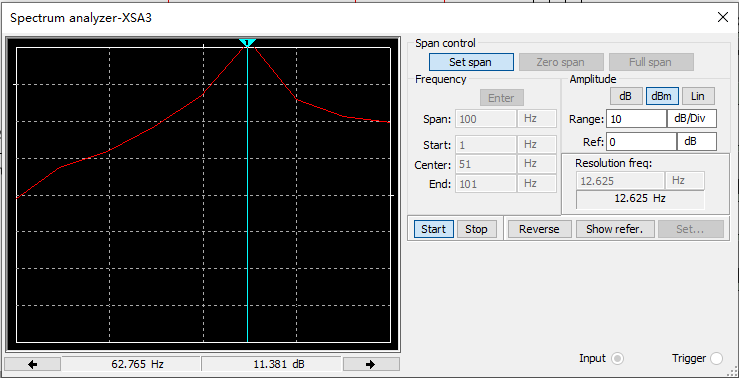 Spectrum analyzer-XSA3
1
Span control
Set span Zero span Full span
Frequency
Enter
Span: 100 Hz
Start: 1 Hz
Center: 51 Hz
End: 101 Hz
Amplitude
dB dBm Lin
Range: 10 dB/Div
Ref: 0 dB
Resolution freq:
12.625 Hz
12.625 Hz
Start Stop Reverse Show refer. Set...
62.765 Hz 11.381 dB
Input Trigger